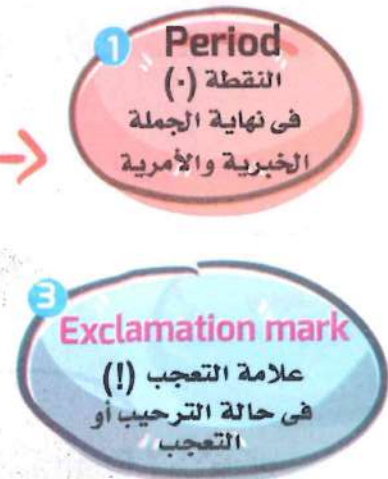 1 Period
النقطة (.)
فى نهاية الجملة
الخبرية والأمرية
3
Exclamation mark
علامة التعجب (!)
فى حالة الترحيب أو
التعجب